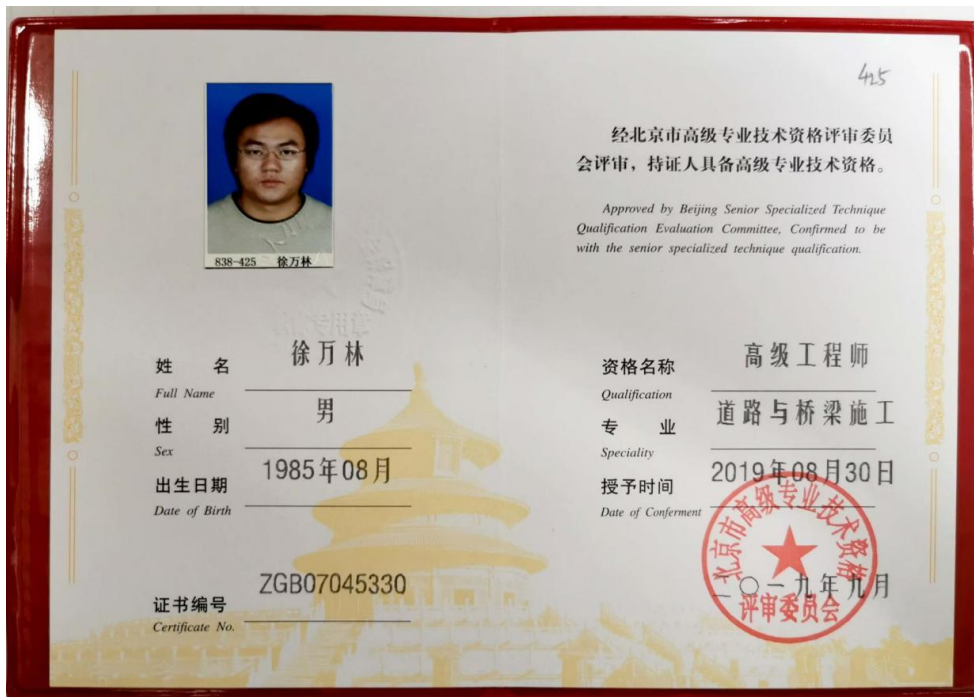 425
838-425 徐万林
姓 名 徐万林
Full Name
性 别 男
Sex
出生日期 1985年08月
Date of Birth
证书编号 ZGB07045330
Certificate No.
经北京市高级专业技术资格评审委员
会评审，持证人具备高级专业技术资格。
Approved by Beijing Senior Specialized Technique
Qualification Evaluation Committee, Confirmed to be
with the senior specialized technique qualification.
资格名称 高级工程师
Qualification
专 业 道路与桥梁施工
Speciality
授予时间 2019年08月30日
Date of Conferment
北京市高级专业技术资格
评审委员会
二〇一九年九月